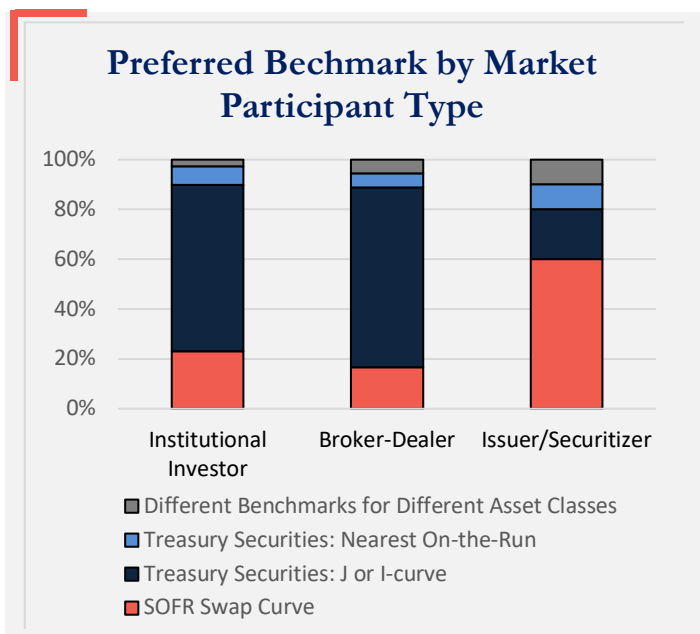 Preferred Bechmark by Market
Participant Type
100%
80%
60%
40%
20%
0%
Institutional
Investor
Broker-Dealer
Issuer/Securitizer
Different Benchmarks for Different Asset Classes
Treasury Securities: Nearest On-the-Run
Treasury Securities: J or I-curve
SOFR Swap Curve